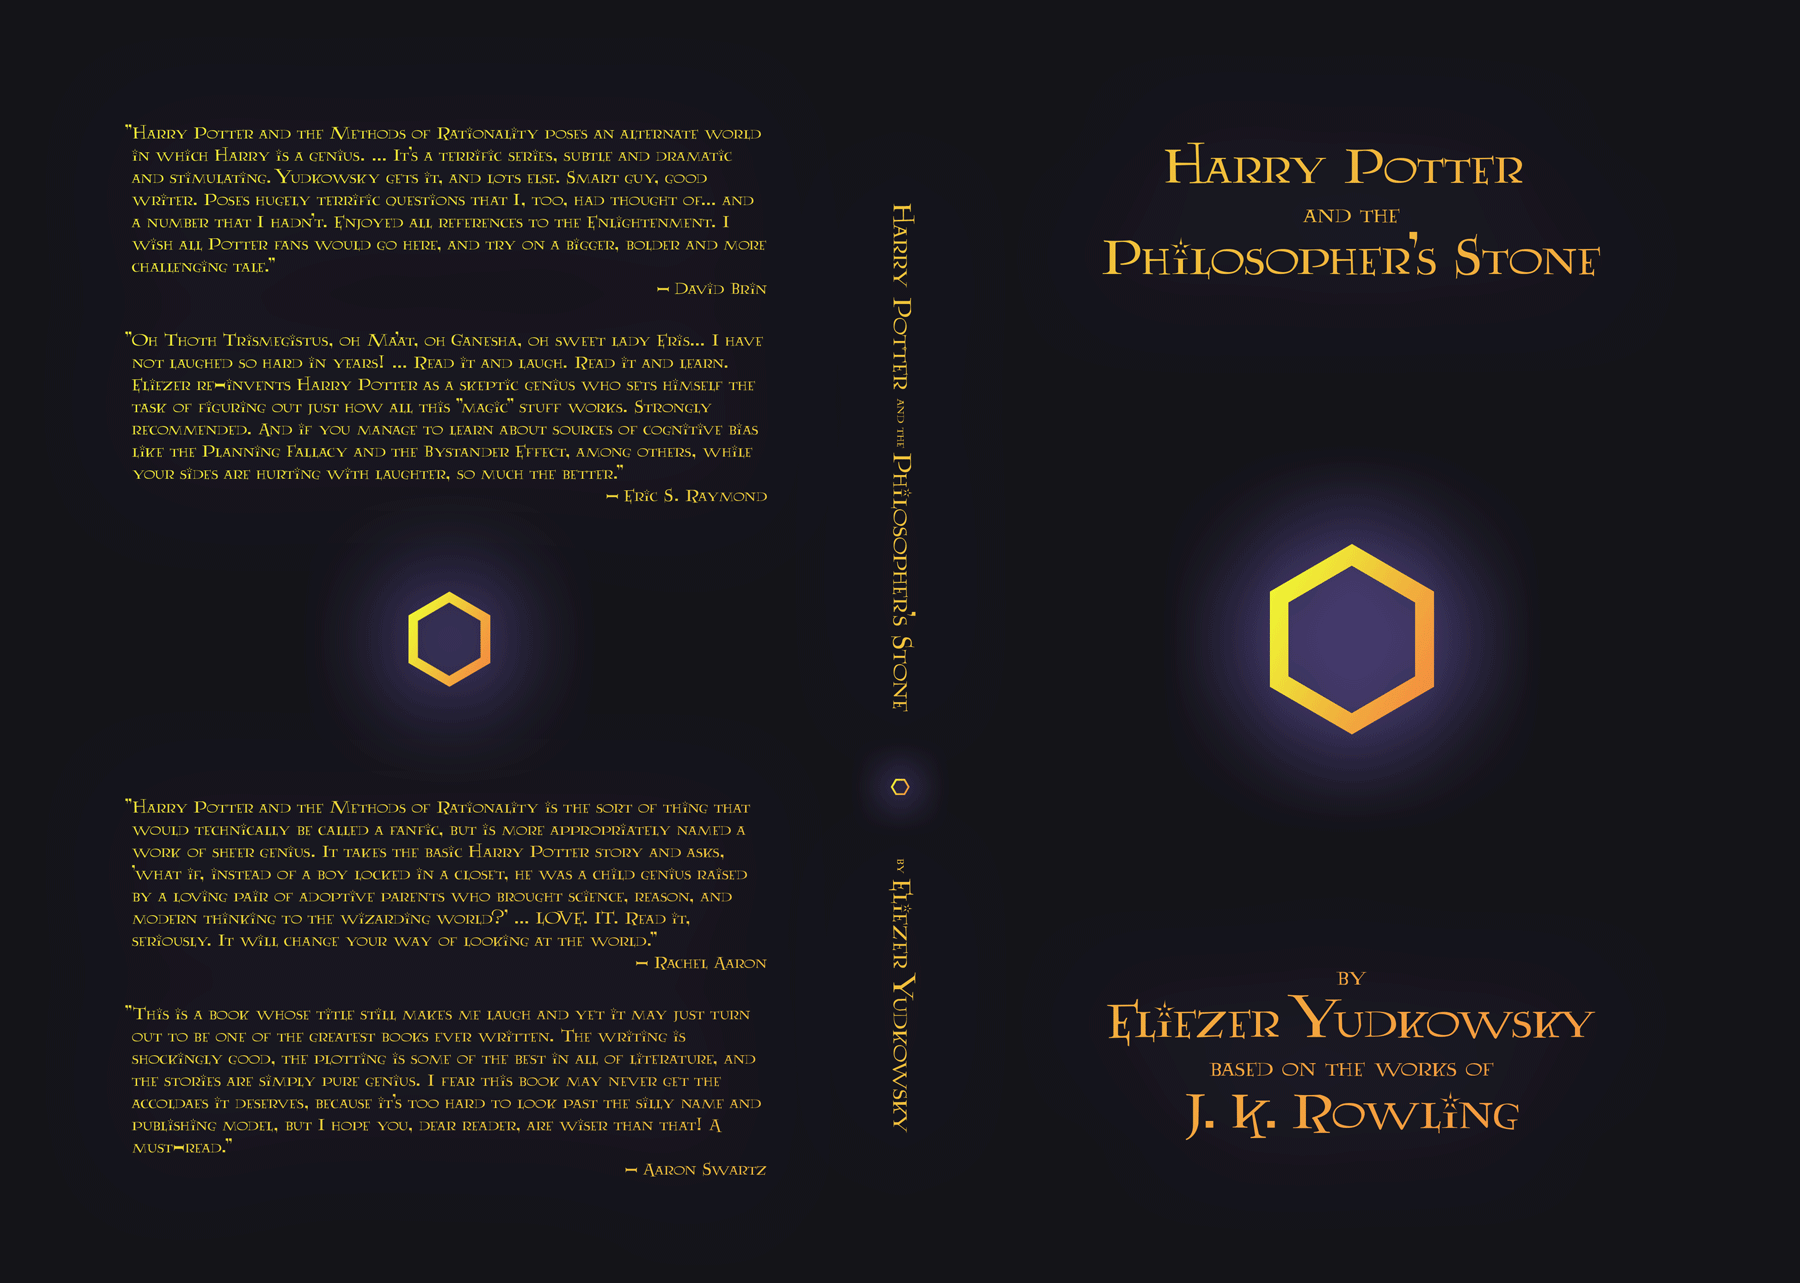 "Harry Potter and the Methods of Rationality poses an alternate world
in which Harry is a genius. ... It's a terrific series, subtle and dramatic
and stimulating. Yudkowsky gets it, and lots else. Smart guy, good
writer. Poses hugely terrific questions that I, too, had thought of... and
a number that I hadn't. Enjoyed all references to the Enlightenment. I
wish all Potter fans would go here, and try on a bigger, bolder and more
challenging tale."
- David Brin
"Oh Thoth Trismegistus, oh Ma'at, oh Ganesha, oh sweet lady Eris... I have
not laughed so hard in years! ... Read it and laugh. Read it and learn.
Eliezer re-invents Harry Potter as a skeptic genius who sets himself the
task of figuring out just how all this "magic" stuff works. Strongly
recommended. And if you manage to learn about sources of cognitive bias
like the Planning Fallacy and the Bystander Effect, among others, while
your sides are hurting with laughter, so much the better."
- Eric S. Raymond
"Harry Potter and the Methods of Rationality is the sort of thing that
would technically be called a fanfic, but is more appropriately named a
work of sheer genius. It takes the basic Harry Potter story and asks,
'what if, instead of a boy locked in a closet, he was a child genius raised
by a loving pair of adoptive parents who brought science, reason, and
modern thinking to the wizarding world?' ... LOVE. IT. Read it,
seriously. It will change your way of looking at the world."
- Rachel Aaron
"This is a book whose title still makes me laugh and yet it may just turn
out to be one of the greatest books ever written. The writing is
shockingly good, the plotting is some of the best in all of literature, and
the stories are simply pure genius. I fear this book may never get the
accoldaes it deserves, because it's too hard to look past the silly name and
publishing model, but I hope you, dear reader, are wiser than that! A
must-read."
- Aaron Swartz
Harry Potter and the Philosopher's Stone
by Eliezer Yudkowsky
Harry Potter
and the
Philosopher's Stone
by
Eliezer Yudkowsky
based on the works of
J. K. Rowling